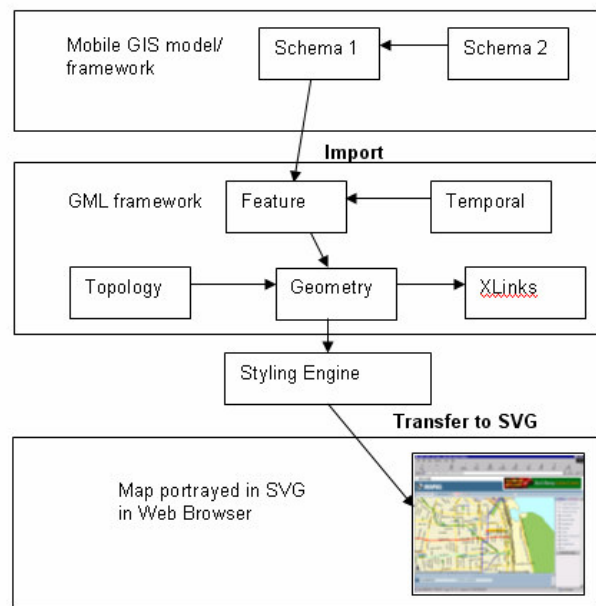 Mobile GIS model/
framework
Schema 1
Schema 2
Import
GML framework
Feature
Temporal
Topology
Geometry
XLinks
Styling Engine
Transfer to SVG
Map portrayed in SVG
in Web Browser